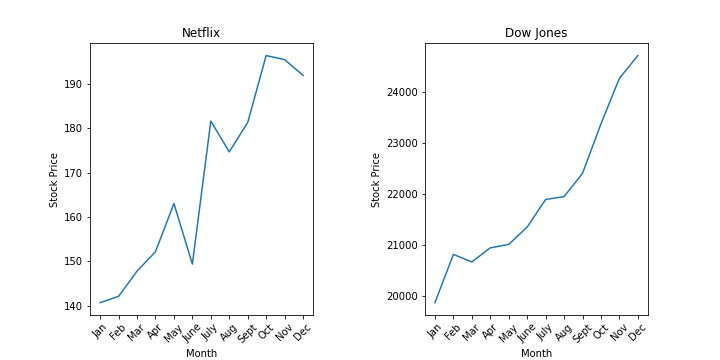 Netflix
Stock Price
190
180
170
160
150
140
Jan Feb Mar Apr May June July Aug Sept Oct Nov Dec
Month
Dow Jones
Stock Price
24000
23000
22000
21000
20000
Jan Feb Mar Apr May June July Aug Sept Oct Nov Dec
Month